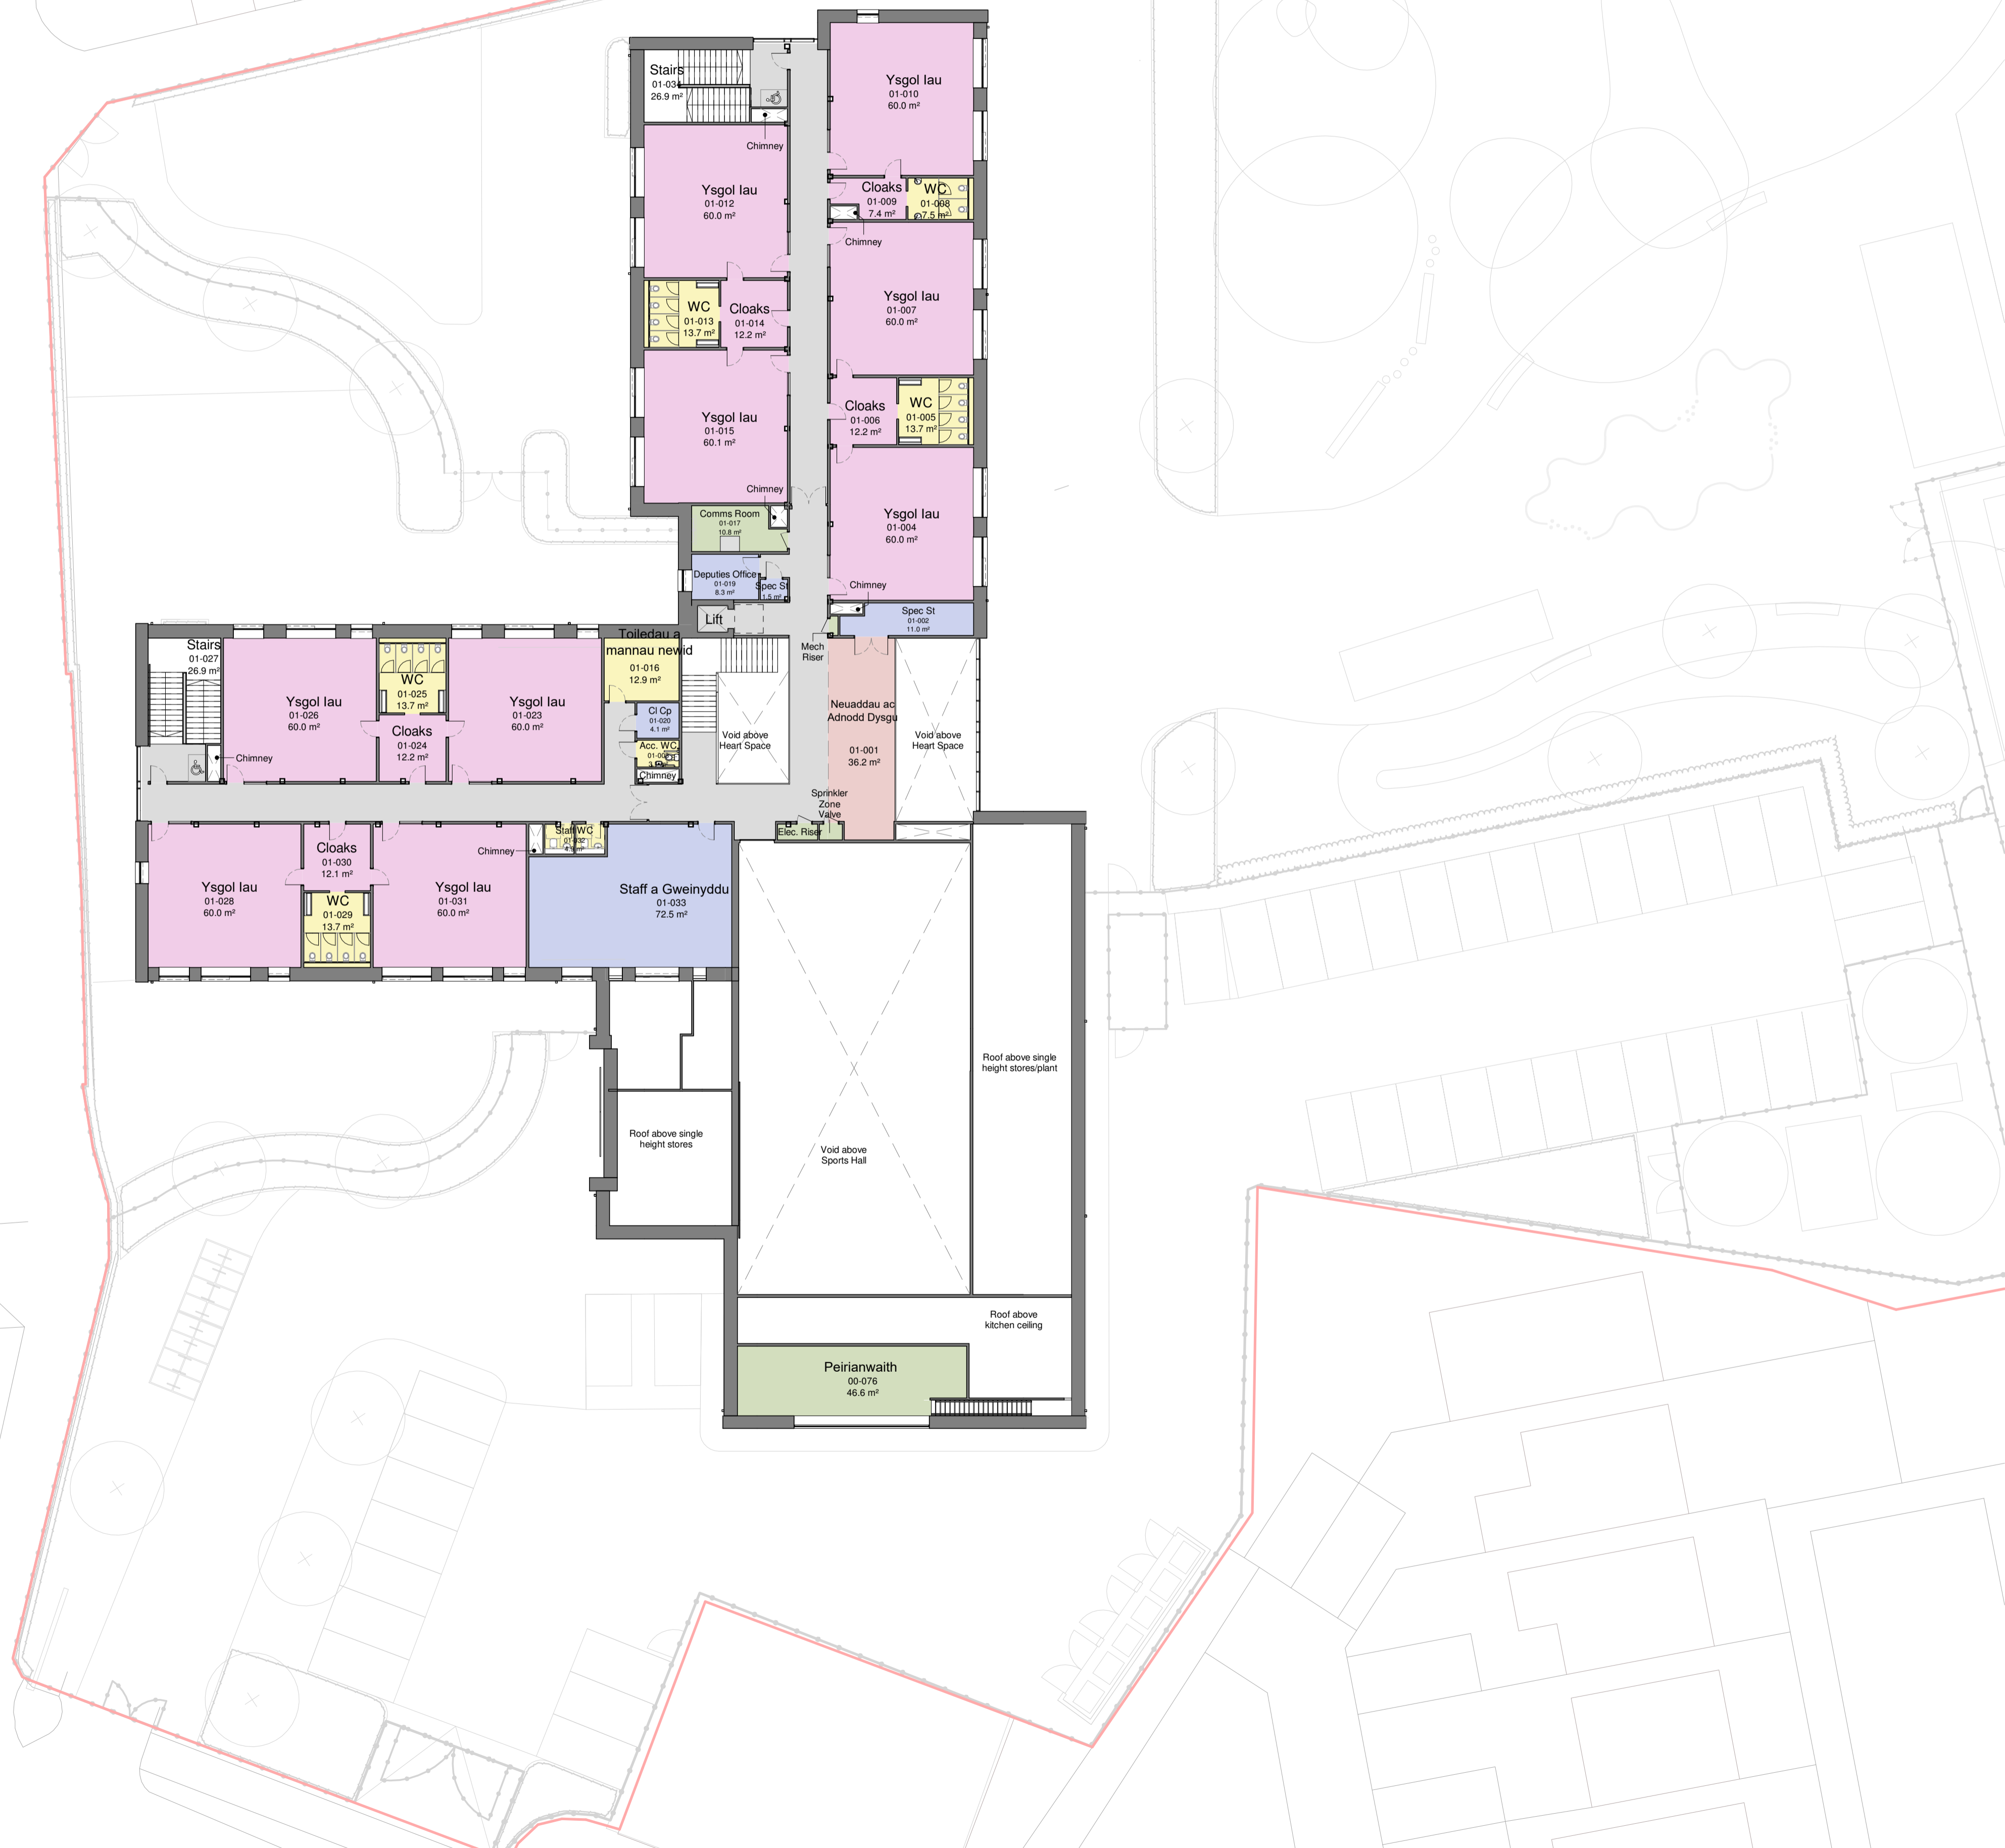 Stairs
26.9 m²
Chimney
Ysgol Iau
01-010
60.0 m²
Ysgol Iau
01-012
60.0 m²
Cloaks
01-009
7.4 m²
WC
01-008
7.5 m²
Chimney
WC
01-013
13.7 m²
Cloaks
01-014
12.2 m²
Ysgol Iau
01-007
60.0 m²
Ysgol Iau
01-015
60.1 m²
Cloaks
01-006
12.2 m²
WC
01-005
13.7 m²
Chimney
Comms Room
01-017
10.8 m²
Ysgol Iau
01-004
60.0 m²
Deputies Office
01-019
8.3 m²
Spec St
1.5 m²
Chimney
Lift
Spec St
01-002
11.0 m²
Mech
Riser
Stairs
01-027
26.9 m²
Ysgol Iau
01-026
60.0 m²
WC
01-025
13.7 m²
Cloaks
01-024
12.2 m²
Ysgol Iau
01-023
60.0 m²
Toiledau a
mannau newid
01-016
12.9 m²
Cl Cp
01-020
4.1 m²
Acc. WC
Chimney
Chimney
Void above
Heart Space
Neuaddau ac
Adnodd Dysgu
01-001
36.2 m²
Void above
Heart Space
Sprinkler
Zone
Valve
Elec. Riser
Ysgol Iau
01-028
60.0 m²
Cloaks
01-030
12.1 m²
WC
01-029
13.7 m²
Ysgol Iau
01-031
60.0 m²
Chimney
Staff WC
Staff a Gweinyddu
01-033
72.5 m²
Roof above single
height stores/plant
Roof above single
height stores
Void above
Sports Hall
Roof above
kitchen ceiling
Peirianwaith
00-076
46.6 m²